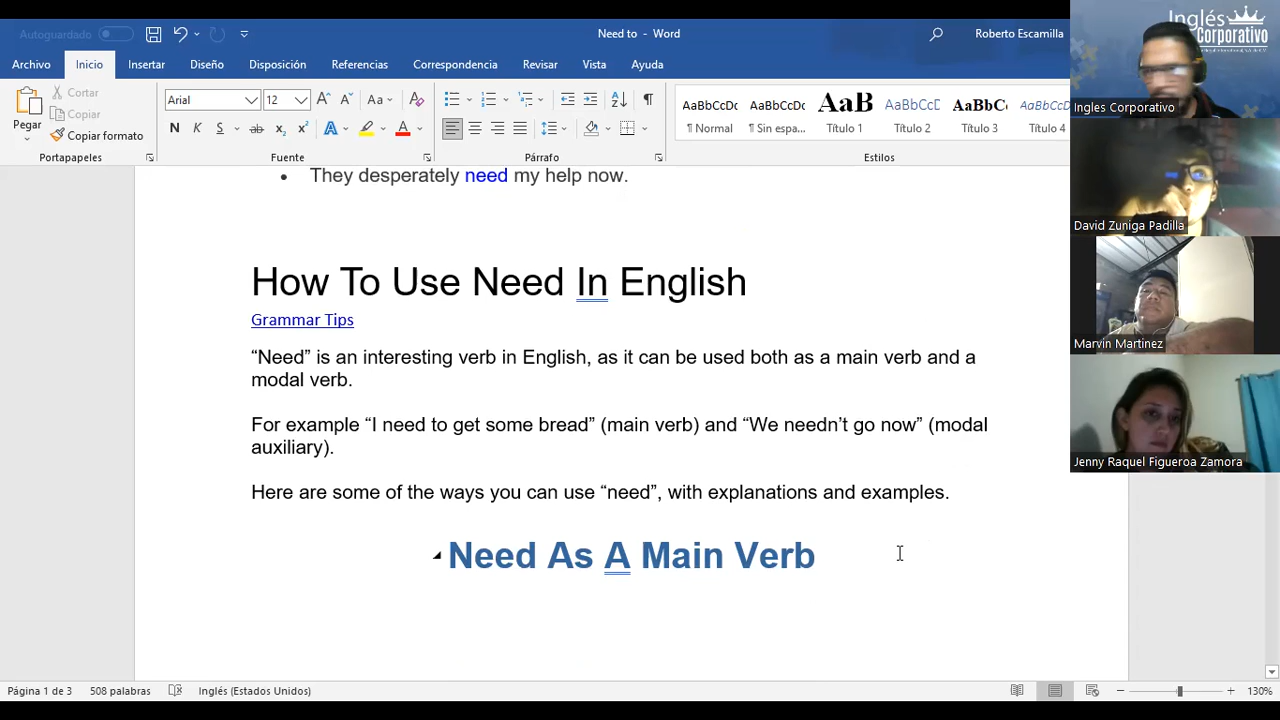 Autoguardado
Need to - Word
Roberto Escamilla
Archivo Inicio Insertar Diseño Disposición Referencias Correspondencia Revisar Vista Ayuda
Pegar
Cortar
Copiar
Copiar formato
Portapapeles
Arial 12
Aa
N K S ab x₂ x² A A
Fuente
Párrafo
AaBbCcDc AaBbCcDc AaB AaBbCcD AaBbCc AaBbCcD
¶ Normal ¶ Sin espa... Título 1 Título 2 Título 3 Título 4
Estilos
Inglés
Corporativo
Ingles Corporativo
David Zuniga Padilla
Marvin Martinez
Jenny Raquel Figueroa Zamora
• They desperately need my help now.
How To Use Need In English
Grammar Tips
“Need” is an interesting verb in English, as it can be used both as a main verb and a
modal verb.
For example “I need to get some bread” (main verb) and “We needn’t go now” (modal
auxiliary).
Here are some of the ways you can use “need”, with explanations and examples.
Need As A Main Verb
Página 1 de 3 508 palabras Inglés (Estados Unidos) 130%